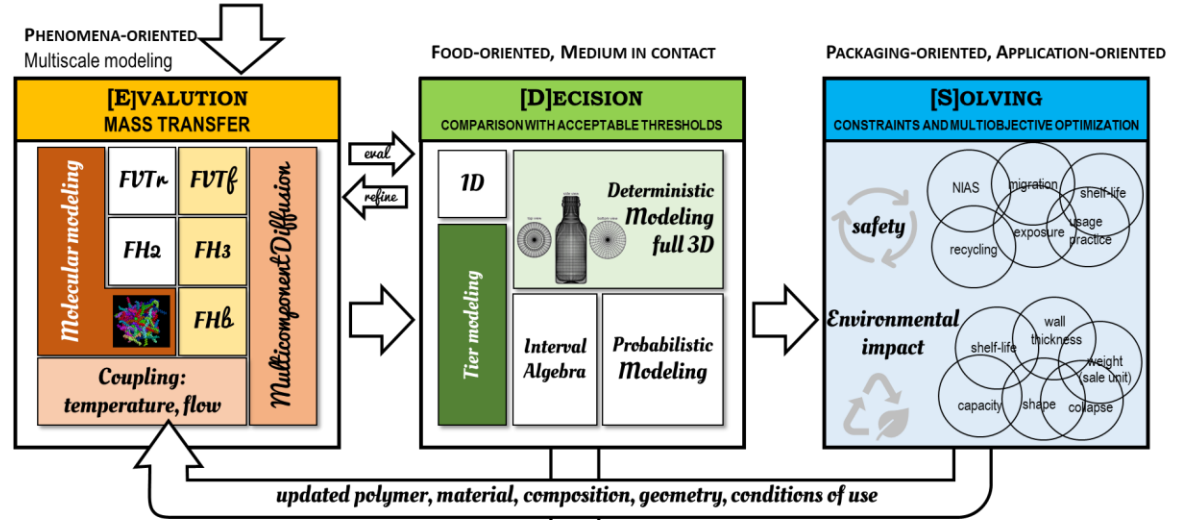 PHENOMENA-ORIENTED
Multiscale modeling
FOOD-ORIENTED, MEDIUM IN CONTACT
PACKAGING-ORIENTED, APPLICATION-ORIENTED
[E]VALUTION
MASS TRANSFER
Molecular modeling
FVTr
FVTf
FH2
FH3
FHb
Multicomponent Diffusion
Coupling:
temperature, flow
eval
refine
[D]ECISION
COMPARISON WITH ACCEPTABLE THRESHOLDS
1D
Tier modeling
Deterministic
Modeling
full 3D
Interval
Algebra
Probabilistic
Modeling
[S]OLVING
CONSTRAINTS AND MULTIOBJECTIVE OPTIMIZATION
safety
NIAS
migration
shelf-life
recycling
exposure
usage
practice
Environmental
impact
shelf-life
wall
thickness
weight
(sale unit)
capacity
shape
collapse
updated polymer, material, composition, geometry, conditions of use